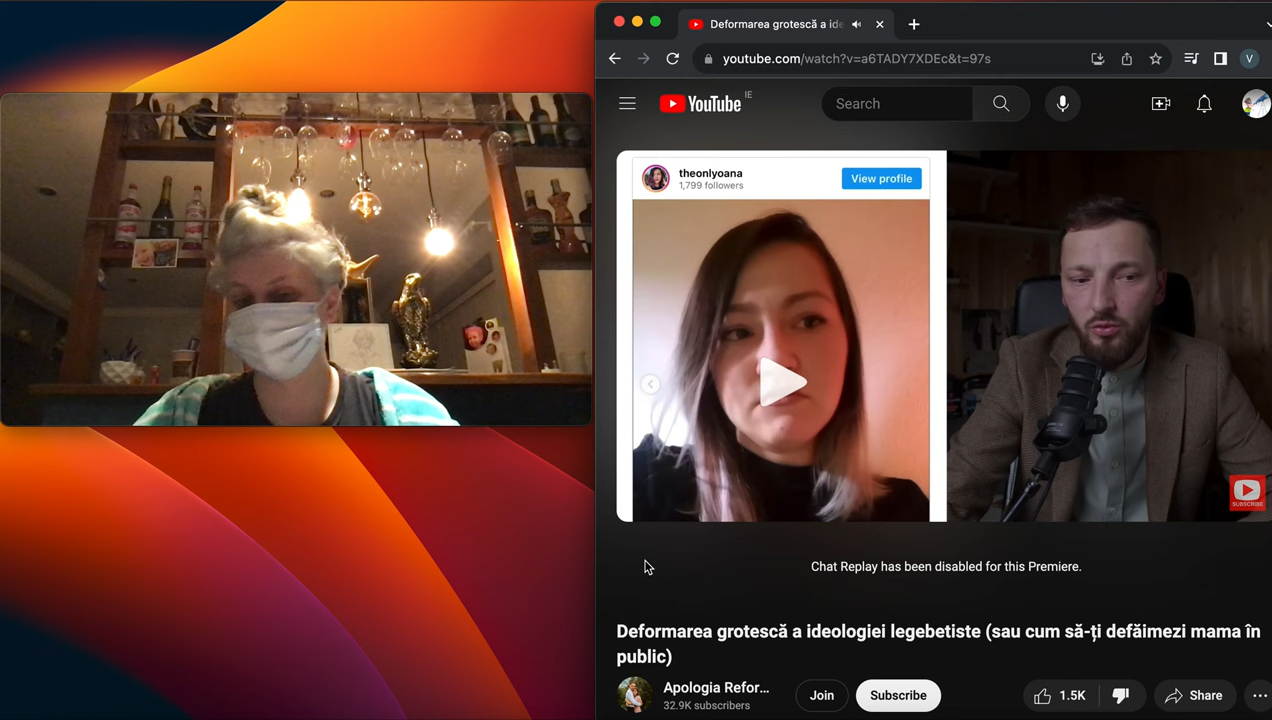 Deformarea grotescă a ide
youtube.com/watch?v=a6TADY7XDEc&t=97s
V
YouTube IE
Search
theonlyoana
1,799 followers
View profile
SUBSCRIBE
Chat Replay has been disabled for this Premiere.
Deformarea grotescă a ideologiei legebetiste (sau cum să-ți defăimezi mama în
public)
Apologia Refor...
32.9K subscribers
Join
Subscribe
1.5K
Share